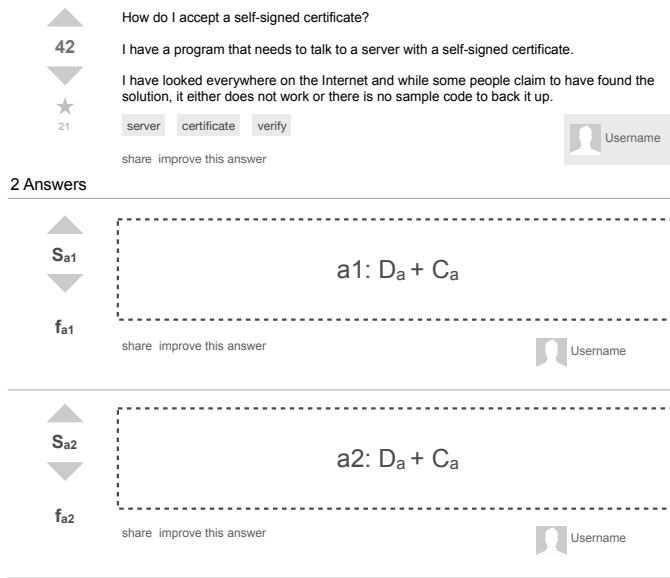 How do I accept a self-signed certificate?
42
I have a program that needs to talk to a server with a self-signed certificate.
I have looked everywhere on the Internet and while some people claim to have found the
solution, it either does not work or there is no sample code to back it up.
21
server certificate verify
Username
share improve this answer
2 Answers
Sa1
a1: Da + Ca
fa1
share improve this answer
Username
Sa2
a2: Da + Ca
fa2
share improve this answer
Username